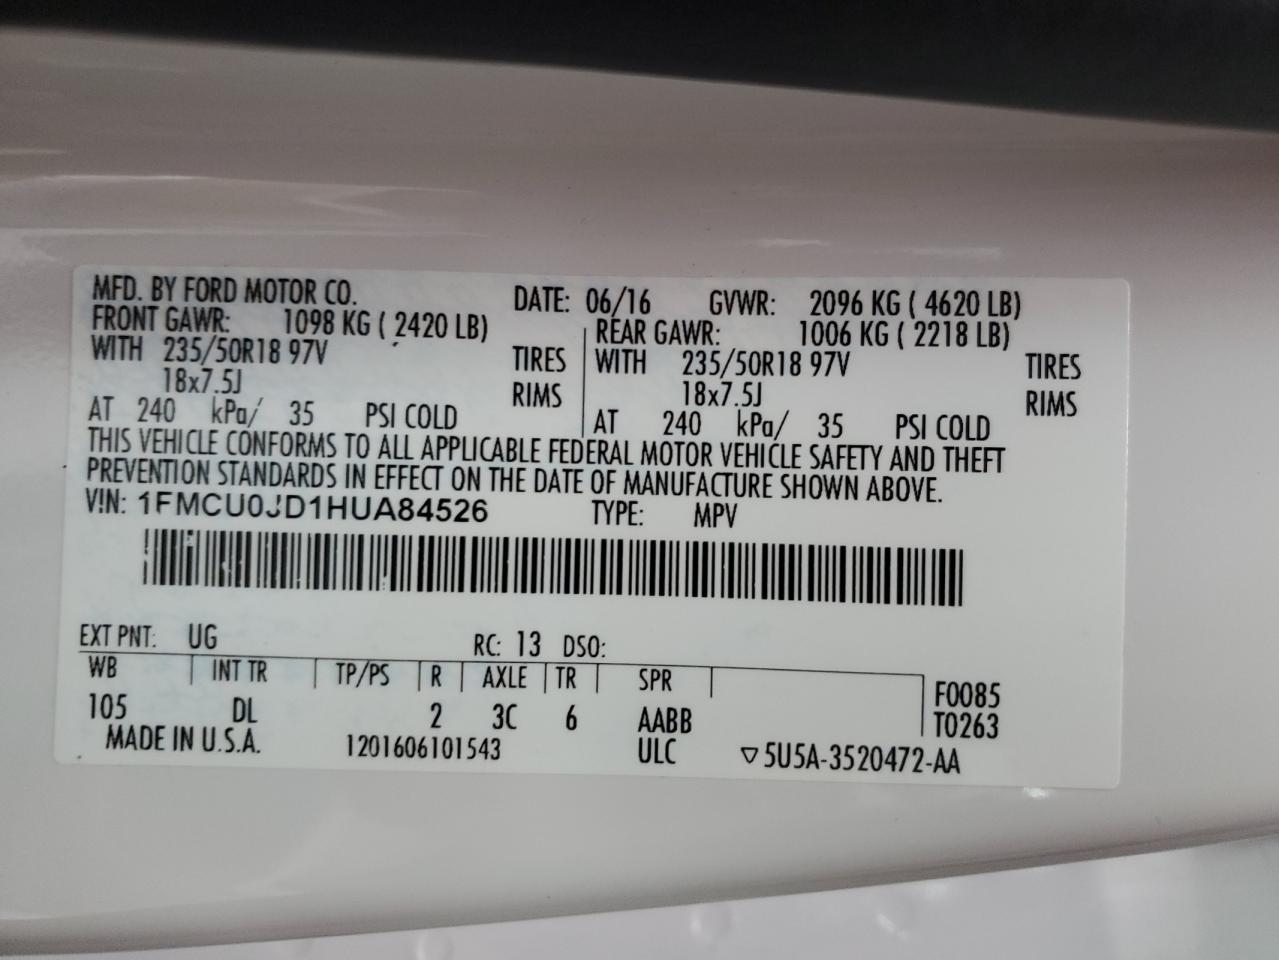 MFD. BY FORD MOTOR CO. DATE: 06/16 GVWR: 2096 KG ( 4620 LB)
FRONT GAWR: 1098 KG ( 2420 LB) REAR GAWR: 1006 KG ( 2218 LB)
WITH 235/50R18 97V TIRES WITH 235/50R18 97V TIRES
18x7.5J RIMS 18x7.5J RIMS
AT 240 kPa/ 35 PSI COLD AT 240 kPa/ 35 PSI COLD
THIS VEHICLE CONFORMS TO ALL APPLICABLE FEDERAL MOTOR VEHICLE SAFETY AND THEFT
PREVENTION STANDARDS IN EFFECT ON THE DATE OF MANUFACTURE SHOWN ABOVE.
VIN: 1FMCU0JD1HUA84526 TYPE: MPV
EXT PNT: UG RC: 13 DSO:
WB INT TR TP/PS R AXLE TR SPR F0085
105 DL 2 3C 6 AABB T0263
MADE IN U.S.A. 1201606101543 ULC ▽5U5A-3520472-AA